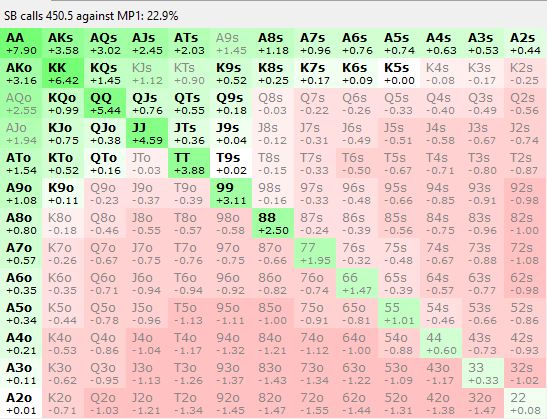 SB calls 450.5 against MP1: 22.9%
AA AKs AQs AJs ATs A9s A8s A7s A6s A5s A4s A3s A2s
+7.90 +3.58 +3.02 +2.45 +2.03 +1.45 +1.18 +0.96 +0.76 +0.74 +0.63 +0.53 +0.44
AKo KK KQs KJs KTs K9s K8s K7s K6s K5s K4s K3s K2s
+3.16 +6.42 +1.45 +1.12 +0.90 +0.52 +0.25 +0.17 +0.09 +0.00 -0.08 -0.17 -0.25
AQo KQo QQ QJs QTs Q9s Q8s Q7s Q6s Q5s Q4s Q3s Q2s
+2.55 +0.99 +5.44 +0.76 +0.55 +0.18 -0.03 -0.22 -0.26 -0.33 -0.40 -0.49 -0.56
AJo KJo QJo JJ JTs J9s J8s J7s J6s J5s J4s J3s J2s
+1.94 +0.75 +0.38 +4.59 +0.36 +0.04 -0.12 -0.31 -0.49 -0.51 -0.58 -0.67 -0.74
ATo KTo QTo JTo TT T9s T8s T7s T6s T5s T4s T3s T2s
+1.54 +0.52 +0.16 -0.03 +3.88 +0.02 -0.15 -0.33 -0.50 -0.67 -0.71 -0.80 -0.87
A9o K9o Q9o J9o T9o 99 98s 97s 96s 95s 94s 93s 92s
+1.08 +0.11 -0.23 -0.37 -0.39 +3.11 -0.16 -0.33 -0.48 -0.66 -0.85 -0.91 -0.98
A8o K8o Q8o J8o T8o 98o 88 87s 86s 85s 84s 83s 82s
+0.80 -0.18 -0.46 -0.55 -0.57 -0.58 +2.50 -0.24 -0.39 -0.56 -0.75 -0.93 -1.00
A7o K7o Q7o J7o T7o 97o 87o 77 76s 75s 74s 73s 72s
+0.57 -0.26 -0.67 -0.75 -0.76 -0.77 -0.66 +1.95 -0.32 -0.48 -0.67 -0.88 -1.08
A6o K6o Q6o J6o T6o 96o 86o 76o 66 65s 64s 63s 62s
+0.35 -0.35 -0.71 -0.94 -0.94 -0.92 -0.82 -0.74 +1.47 -0.39 -0.57 -0.77 -0.98
A5o K5o Q5o J5o T5o 95o 85o 75o 65o 55 54s 53s 52s
+0.34 -0.44 -0.78 -0.96 -1.13 -1.11 -1.00 -0.91 -0.81 +1.01 -0.46 -0.66 -0.86
A4o K4o Q4o J4o T4o 94o 84o 74o 64o 54o 44 43s 42s
+0.21 -0.53 -0.86 -1.04 -1.17 -1.32 -1.21 -1.12 -1.00 -0.88 +0.60 -0.73 -0.93
A3o K3o Q3o J3o T3o 93o 83o 73o 63o 53o 43o 33 32s
+0.11 -0.62 -0.95 -1.13 -1.26 -1.37 -1.43 -1.34 -1.22 -1.09 -1.17 +0.33 -1.02
A2o K2o Q2o J2o T2o 92o 82o 72o 62o 52o 42o 32o 22
+0.01 -0.71 -1.03 -1.21 -1.34 -1.45 -1.47 -1.55 -1.44 -1.31 -1.38 -1.47 +0.08